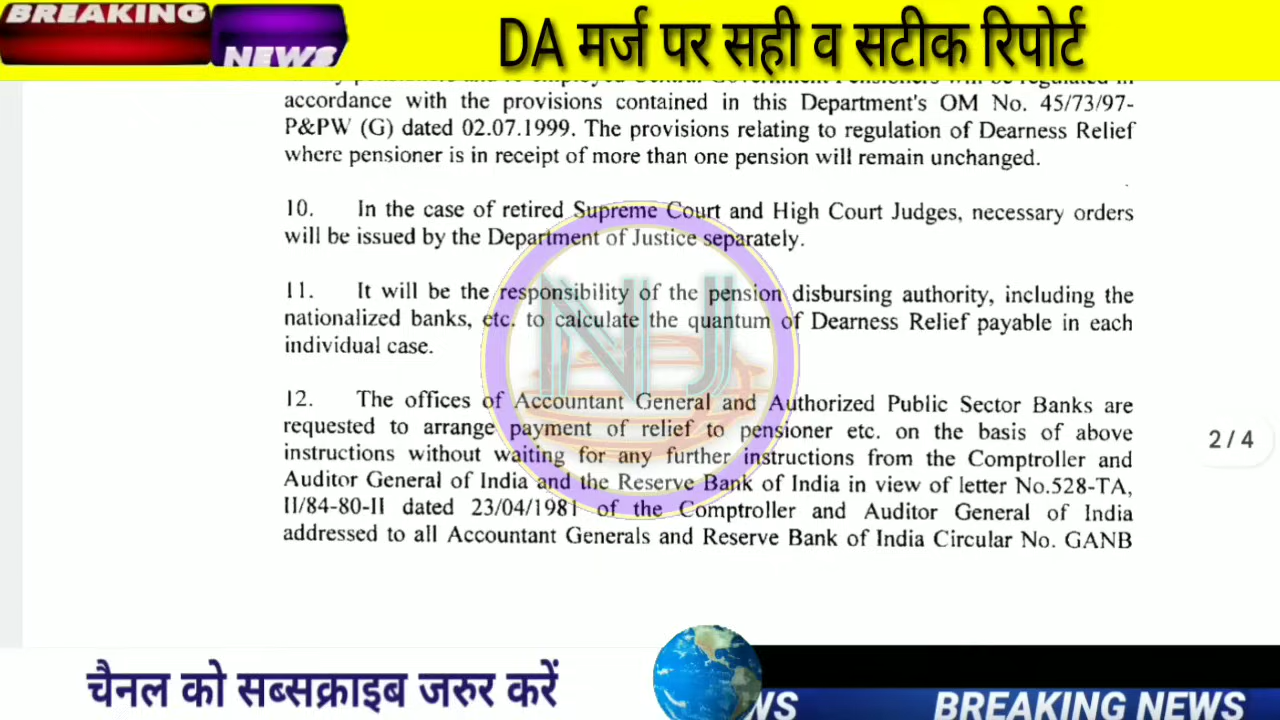 BREAKING
NEWS
DA मर्ज पर सही व सटीक रिपोर्ट
employed Central Government Pensioners will be regulated in
accordance with the provisions contained in this Department's OM No. 45/73/97-
P&PW (G) dated 02.07.1999. The provisions relating to regulation of Dearness Relief
where pensioner is in receipt of more than one pension will remain unchanged.
10. In the case of retired Supreme Court and High Court Judges, necessary orders
will be issued by the Department of Justice separately.
11. It will be the responsibility of the pension disbursing authority, including the
nationalized banks, etc. to calculate the quantum of Dearness Relief payable in each
individual case.
NJ
12. The offices of Accountant General and Authorized Public Sector Banks are
requested to arrange payment of relief to pensioner etc. on the basis of above
instructions without waiting for any further instructions from the Comptroller and
Auditor General of India and the Reserve Bank of India in view of letter No.528-TA,
II/84-80-II dated 23/04/1981 of the Comptroller and Auditor General of India
addressed to all Accountant Generals and Reserve Bank of India Circular No. GANB
2 / 4
चैनल को सब्सक्राइब जरुर करें
WS BREAKING NEWS